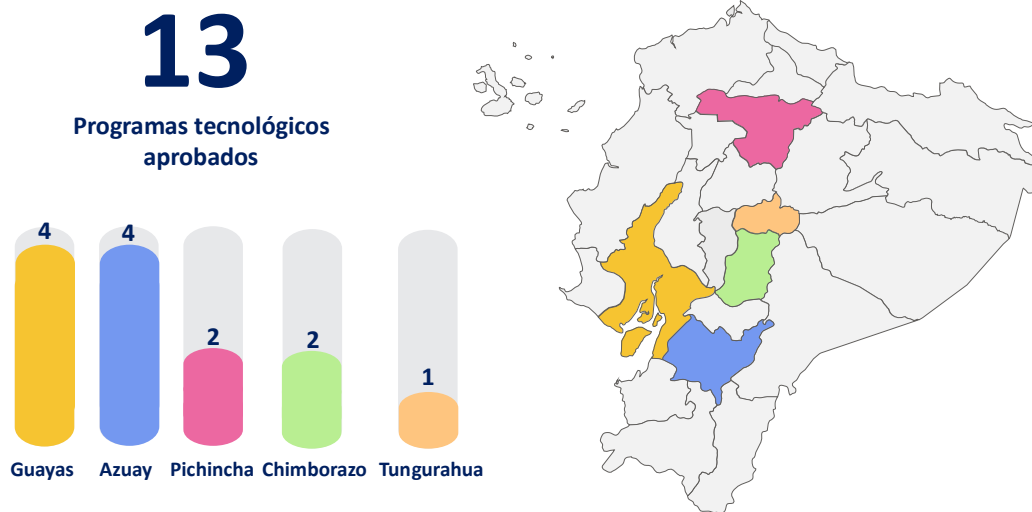 13
Programas tecnológicos
aprobados
4
4
2
2
1
Guayas
Azuay
Pichincha
Chimborazo
Tungurahua